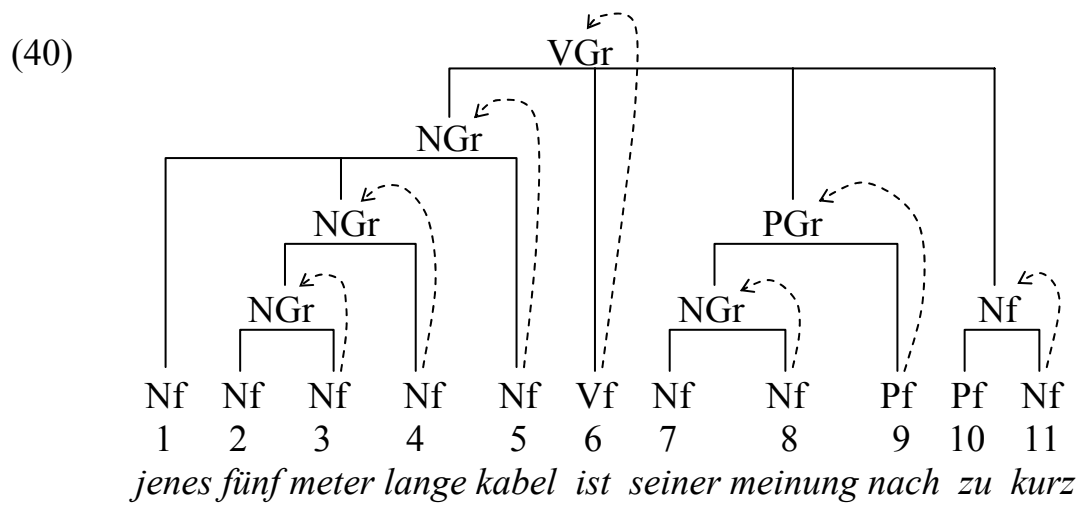 (40)
VGr
NGr
NGr PGr
NGr NGr Nf
Nf Nf Nf Nf Nf Vf Nf Nf Pf Pf Nf
1 2 3 4 5 6 7 8 9 10 11
jenes fünf meter lange kabel ist seiner meinung nach zu kurz